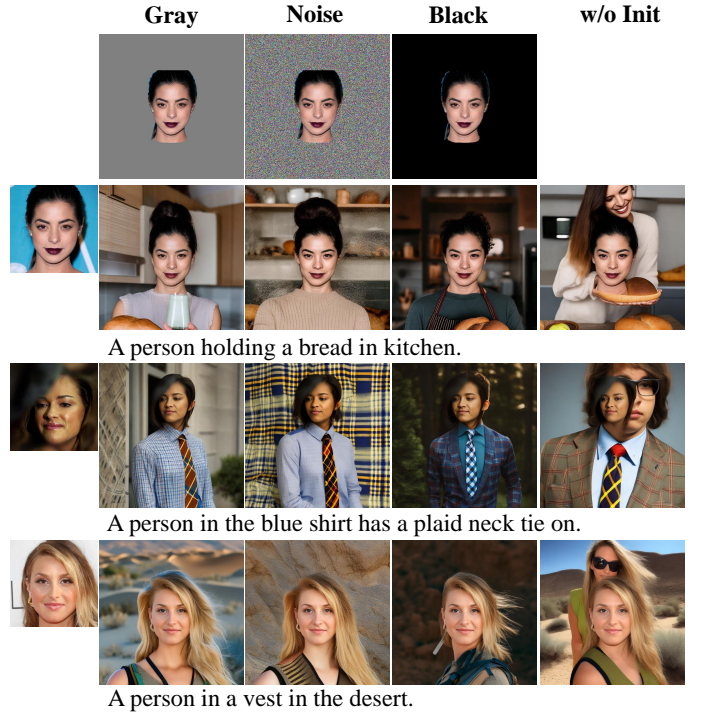 Gray Noise Black w/o Init
A person holding a bread in kitchen.
A person in the blue shirt has a plaid neck tie on.
A person in a vest in the desert.